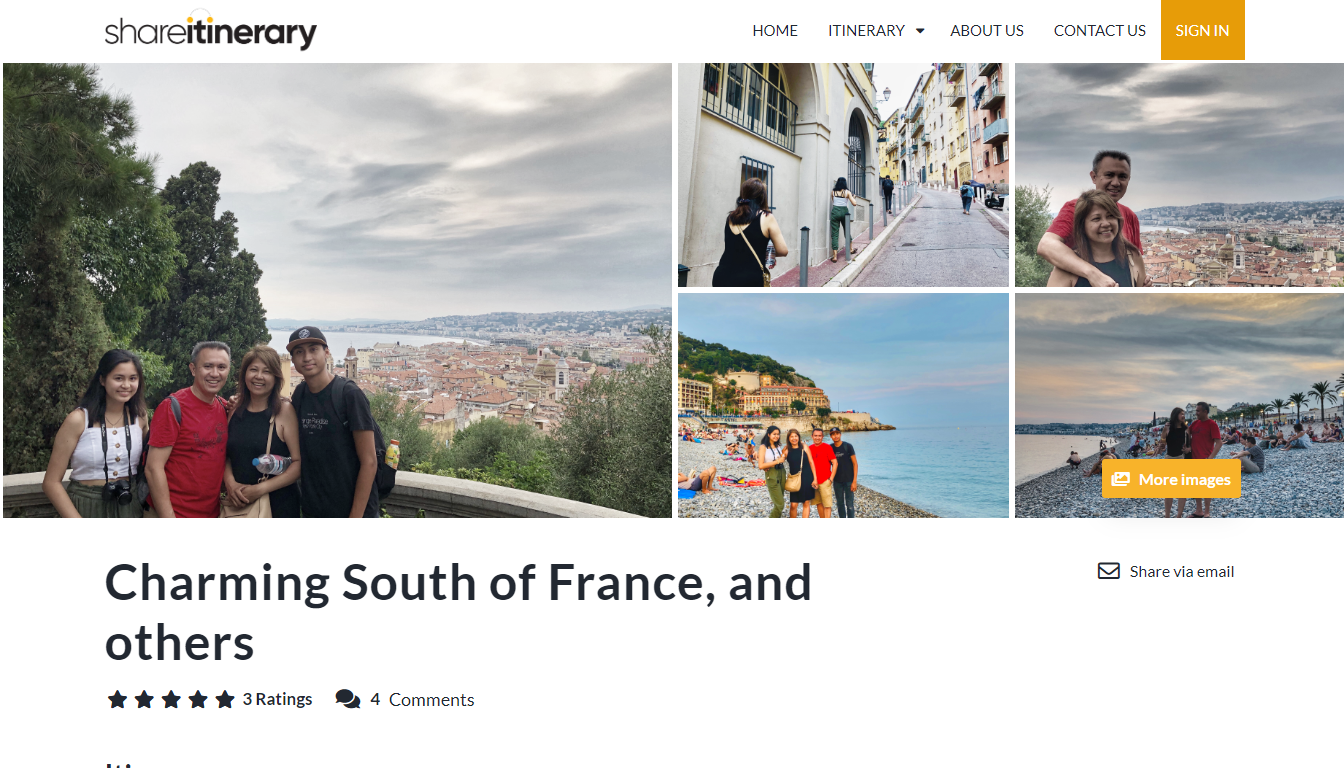 shareitinerary
HOME ITINERARY ABOUT US CONTACT US SIGN IN
More images
Charming South of France, and
others
Share via email
3 Ratings 4 Comments